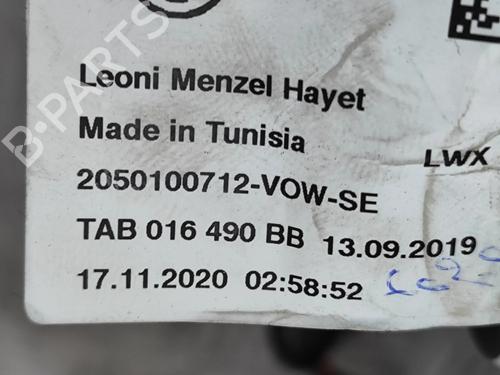 B-PARTS
Leoni Menzel Hayet
Made in Tunisia
LWX
2050100712-VOW-SE
TAB 016 490 BB 13.09.2019
17.11.2020 02:58:52